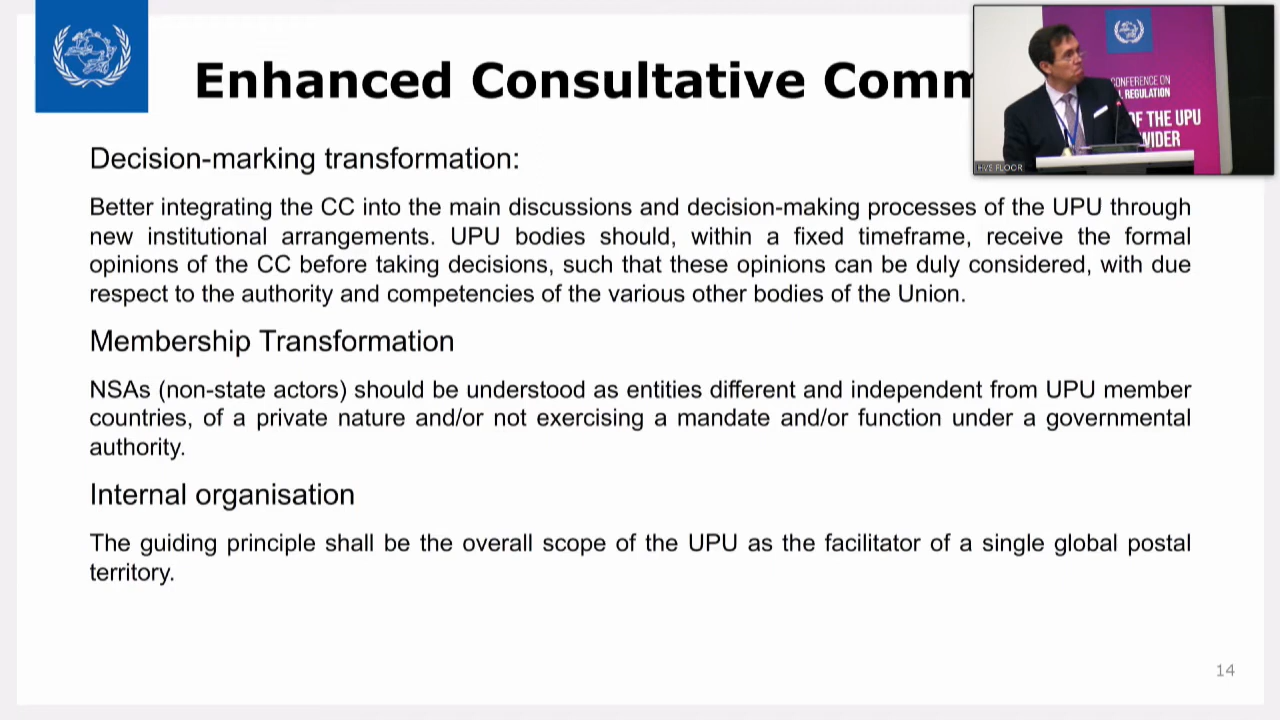 Enhanced Consultative Comm
CONFERENCE ON
L REGULATION
OF THE UPU
WIDER
HVS FLOOR
Decision-marking transformation:
Better integrating the CC into the main discussions and decision-making processes of the UPU through
new institutional arrangements. UPU bodies should, within a fixed timeframe, receive the formal
opinions of the CC before taking decisions, such that these opinions can be duly considered, with due
respect to the authority and competencies of the various other bodies of the Union.
Membership Transformation
NSAs (non-state actors) should be understood as entities different and independent from UPU member
countries, of a private nature and/or not exercising a mandate and/or function under a governmental
authority.
Internal organisation
The guiding principle shall be the overall scope of the UPU as the facilitator of a single global postal
territory.
14